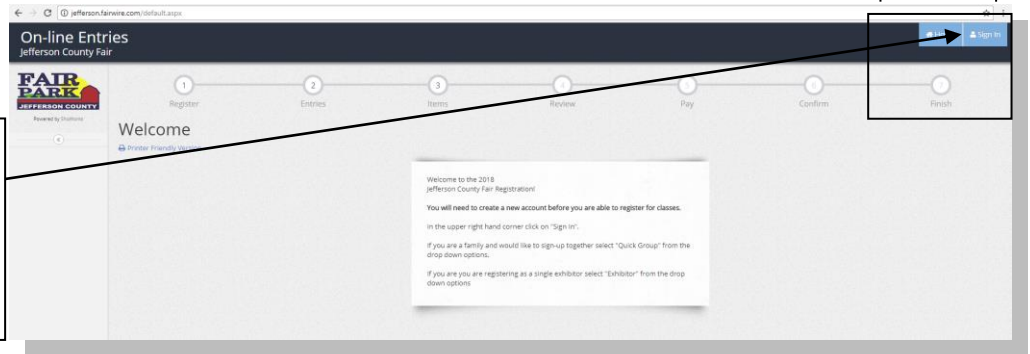 jefferson.fairwire.com/default.aspx
On-line Entries
Jefferson County Fair
Sign In
FAIR
PARK
JEFFERSON COUNTY
Powered by ShoWorks
1
2
3
Register
Entries
Items
Review
Pay
Confirm
Finish
Welcome
Printer Friendly Version
Welcome to the 2018
Jefferson County Fair Registration!
You will need to create a new account before you are able to register for classes.
In the upper right hand corner click on "Sign In".
If you are a family and would like to sign-up together select "Quick Group" from the
drop down options.
If you are you are registering as a single exhibitor select "Exhibitor" from the drop
down options